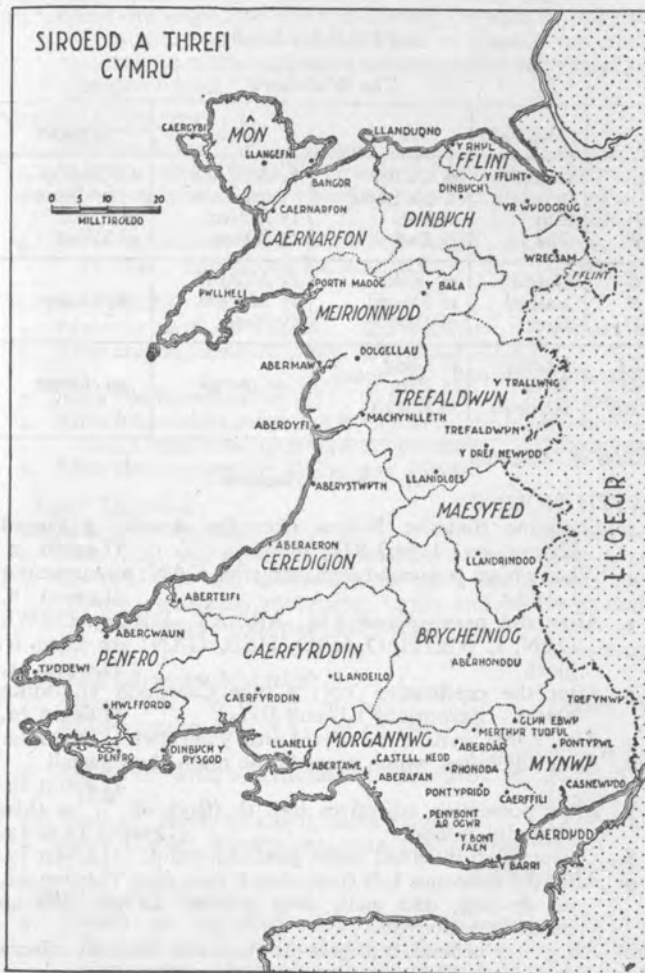 SIROEDD A THREFI
CYMRU
CAERGYBI
MÔN
LLANGEFNI
LLANDUDNO
Y RHYL
FFLINT
Y FFLINT
BANGOR
DINBYCH
YR WYDDGRUG
20 10 0 20
MILLTIROEDD
CAERNARFON
DINBYCH
CAERNARFON
WRECSAM
FFLINT
PWLLHELI
PORTH MADOG
Y BALA
MEIRIONNYDD
DOLGELLAU
ABERMAW
Y TRALLWNG
TREFALDWYN
MACHYNLLETH
ABERDYFI
TREFALDWYN
Y DREF NEWYDD
LLANIDLOES
ABERYSTWYTH
MAESYFED
LLOEGR
ABERAERON
LLANDRINDOD
CEREDIGION
ABERTEIFI
ABERGWAUN
BRYCHEINIOG
PENFRO
CAERFYRDDIN
ABERHONDDU
TYDDEWI
LLANDEILO
CAERFYRDDIN
TREFYNWY
HWLFFORDD
GLYN EBWY
MERTHYR TUDFUL
MORGANNWG
ABERDÂR
PONTYPWL
LLANELLI
PENFRO
DINBYCH Y
PYSGOD
CASTELL NEDD
RHONDDA
MYNWY
ABERTAWE
ABERAFAN
CASNEWYDD
PONTYPRIDD
CAERFFILI
PENYBONT
AR OGWR
Y BONT
FAEN
CAERDYDD
Y BARRI